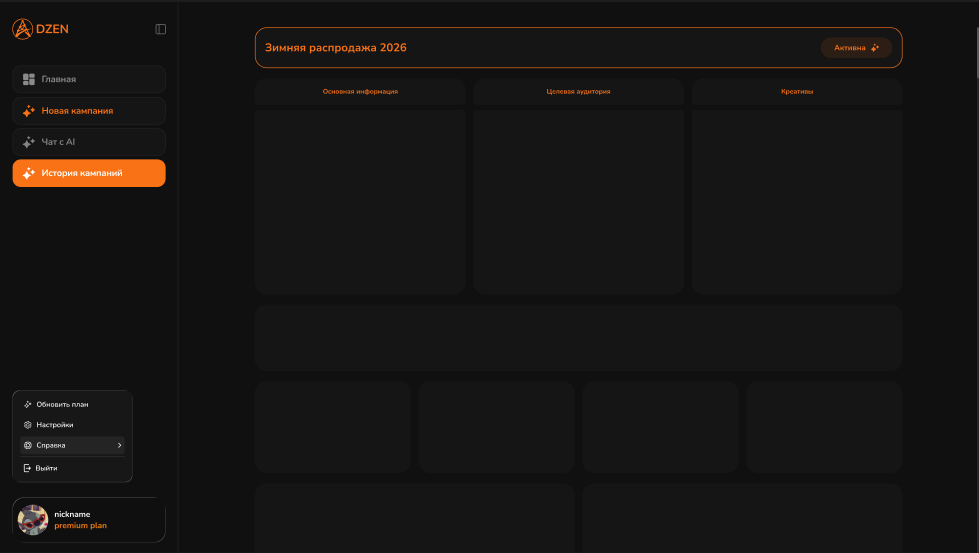 DZEN
Главная
Новая кампания
Чат с AI
История кампаний
Обновить план
Настройки
Справка
Выйти
nickname
premium plan
Зимняя распродажа 2026
Активна
Основная информация
Целевая аудитория
Креативы